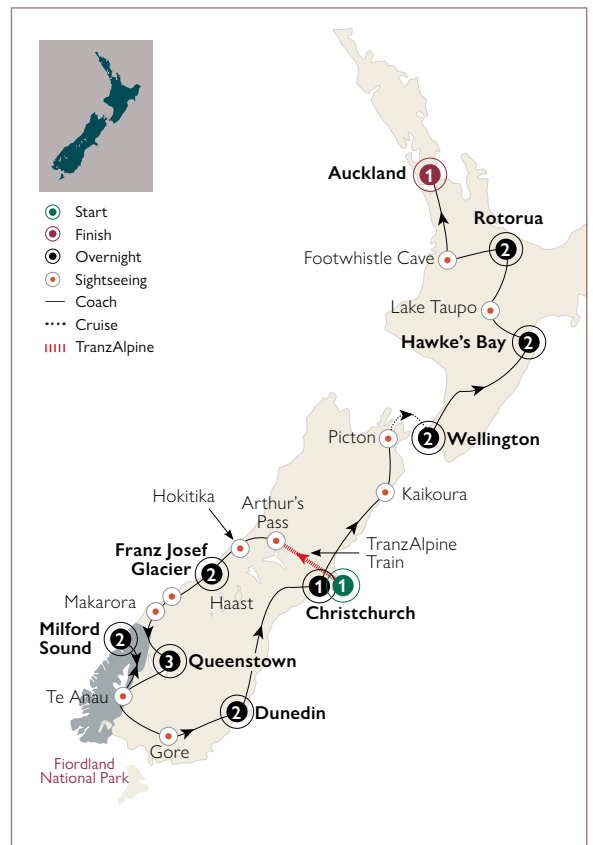 Start
Finish
Overnight
Sightseeing
Coach
Cruise
TranzAlpine
Auckland
1
Rotorua
2
Footwhistle Cave
Lake Taupo
Hawke's Bay
2
Picton
2
Wellington
Kaikoura
Hokitika
Arthur's
Pass
TranzAlpine
Train
Franz Josef
Glacier
2
Haast
1
1
Christchurch
Makarora
Milford
Sound
2
3
Queenstown
Te Anau
2
Dunedin
Gore
Fiordland
National Park